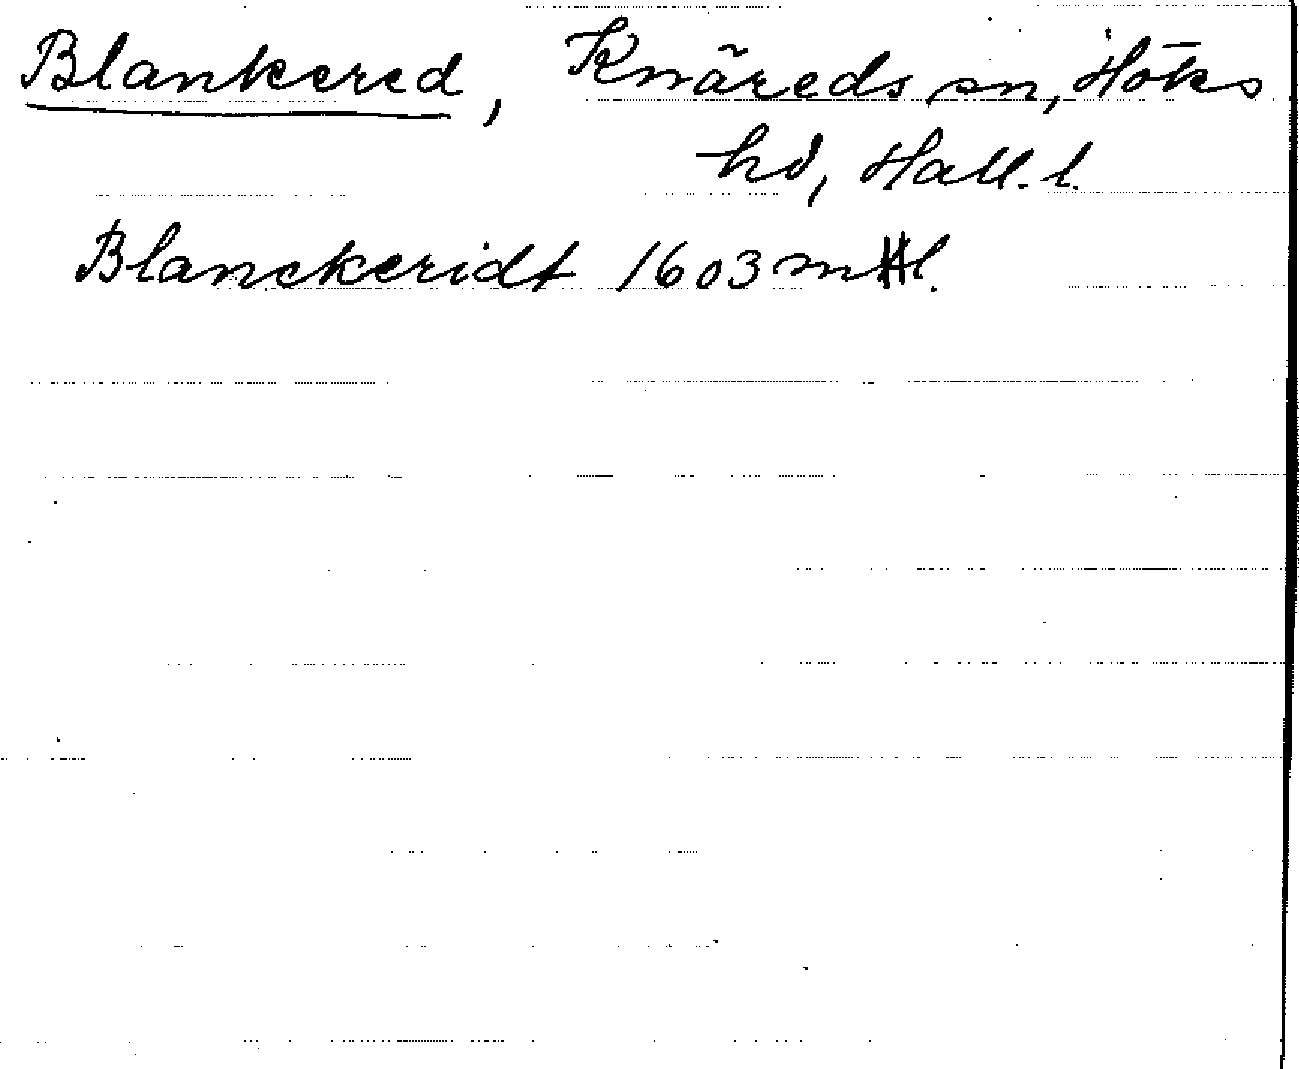 Blankered, Knäreds sn, Höks
hd, Hall. l.
Blanckeridt 1603 mHl.